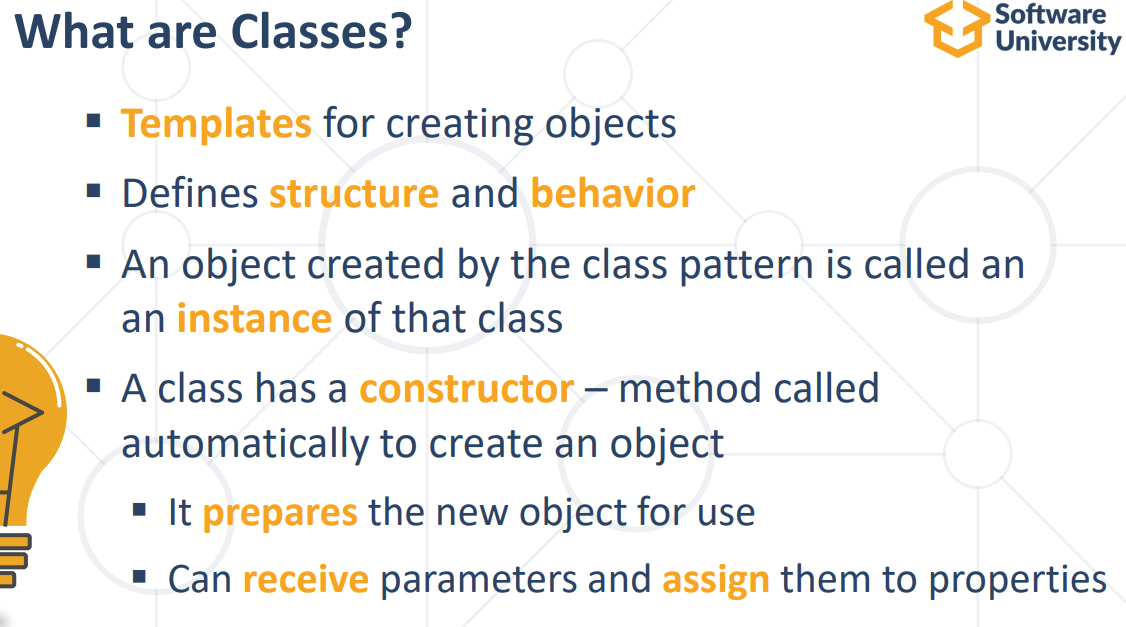 What are Classes?
Software
University
▪ Templates for creating objects
▪ Defines structure and behavior
▪ An object created by the class pattern is called an
an instance of that class
▪ A class has a constructor – method called
automatically to create an object
▪ It prepares the new object for use
▪ Can receive parameters and assign them to properties